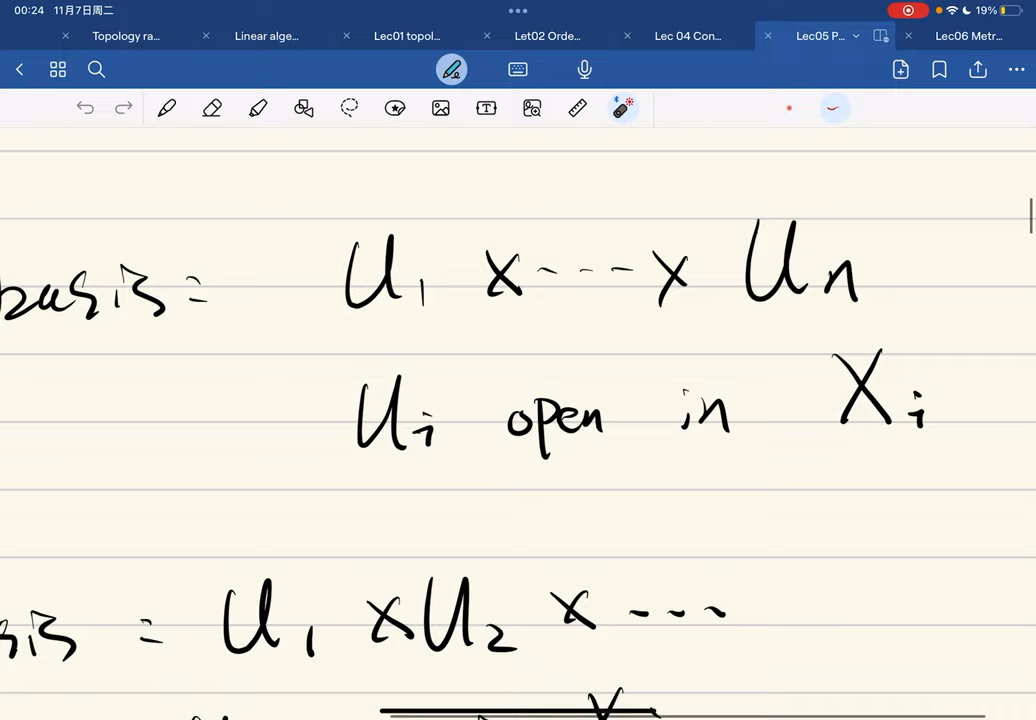 00:24 11月7日周二 19%
Topology ra... Linear alge... Lec01 topol... Let02 Orde... Lec 04 Con... Lec05 P... Lec06 Metr...
basis = U₁ × ---- × Uₙ
Uᵢ open in Xᵢ
= U₁ × U₂ × ----